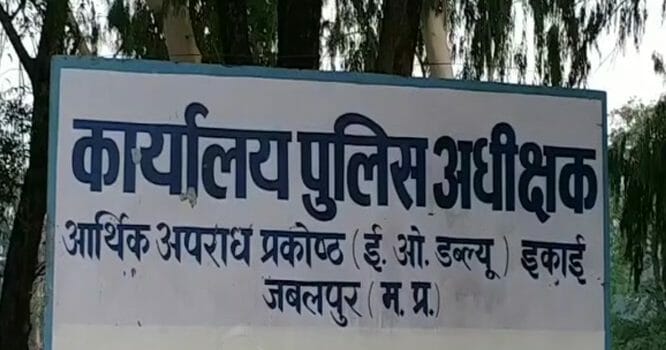 कार्यालय पुलिस अधीक्षक
आर्थिक अपराध प्रकोष्ठ ( ई. ओ. डब्ल्यू ) इकाई
जबलपुर ( म. प्र.)